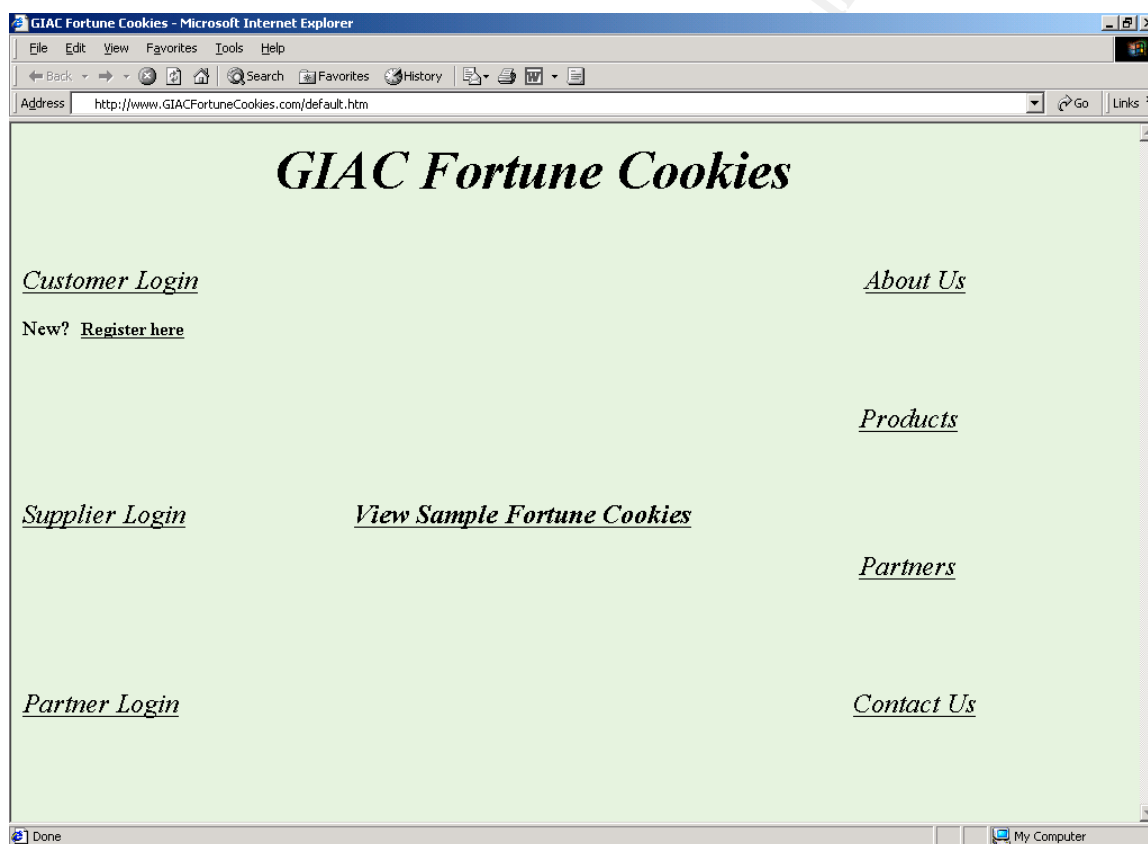 GIAC Fortune Cookies - Microsoft Internet Explorer
File Edit View Favorites Tools Help
Back Search Favorites History
Address http://www.GIACFortuneCookies.com/default.htm Go Links
GIAC Fortune Cookies
Customer Login About Us
New? Register here
Products
Supplier Login View Sample Fortune Cookies
Partners
Partner Login Contact Us
Done My Computer